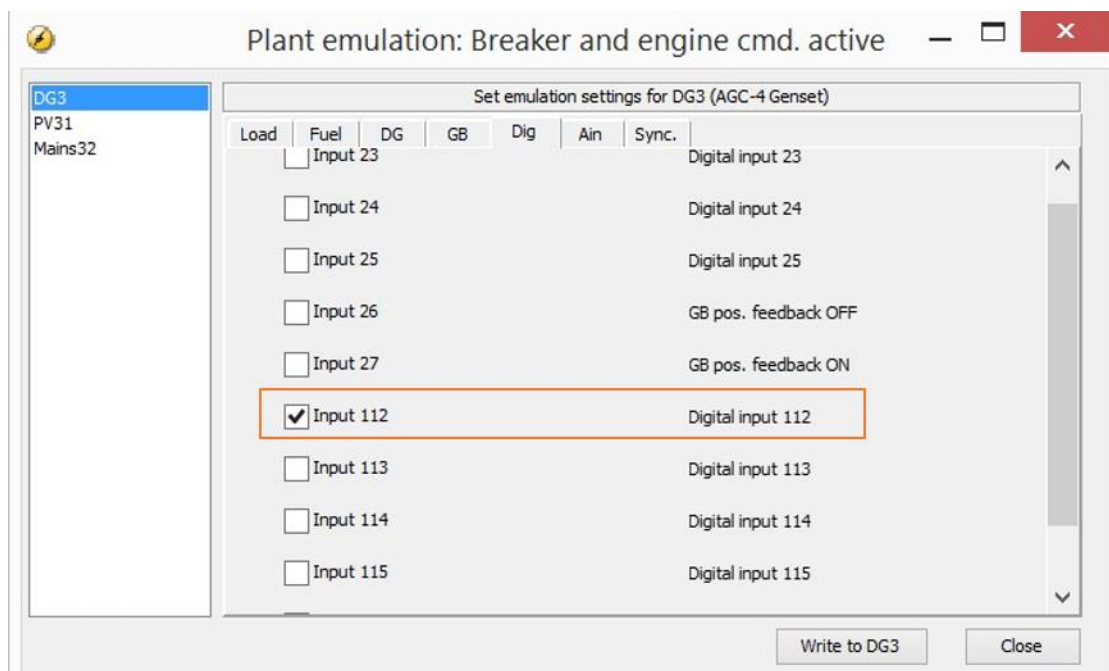 Plant emulation: Breaker and engine cmd. active
DG3
PV31
Mains32
Set emulation settings for DG3 (AGC-4 Genset)
Load Fuel DG GB Dig Ain Sync.
Input 23 Digital input 23
Input 24 Digital input 24
Input 25 Digital input 25
Input 26 GB pos. feedback OFF
Input 27 GB pos. feedback ON
Input 112 Digital input 112
Input 113 Digital input 113
Input 114 Digital input 114
Input 115 Digital input 115
Write to DG3 Close